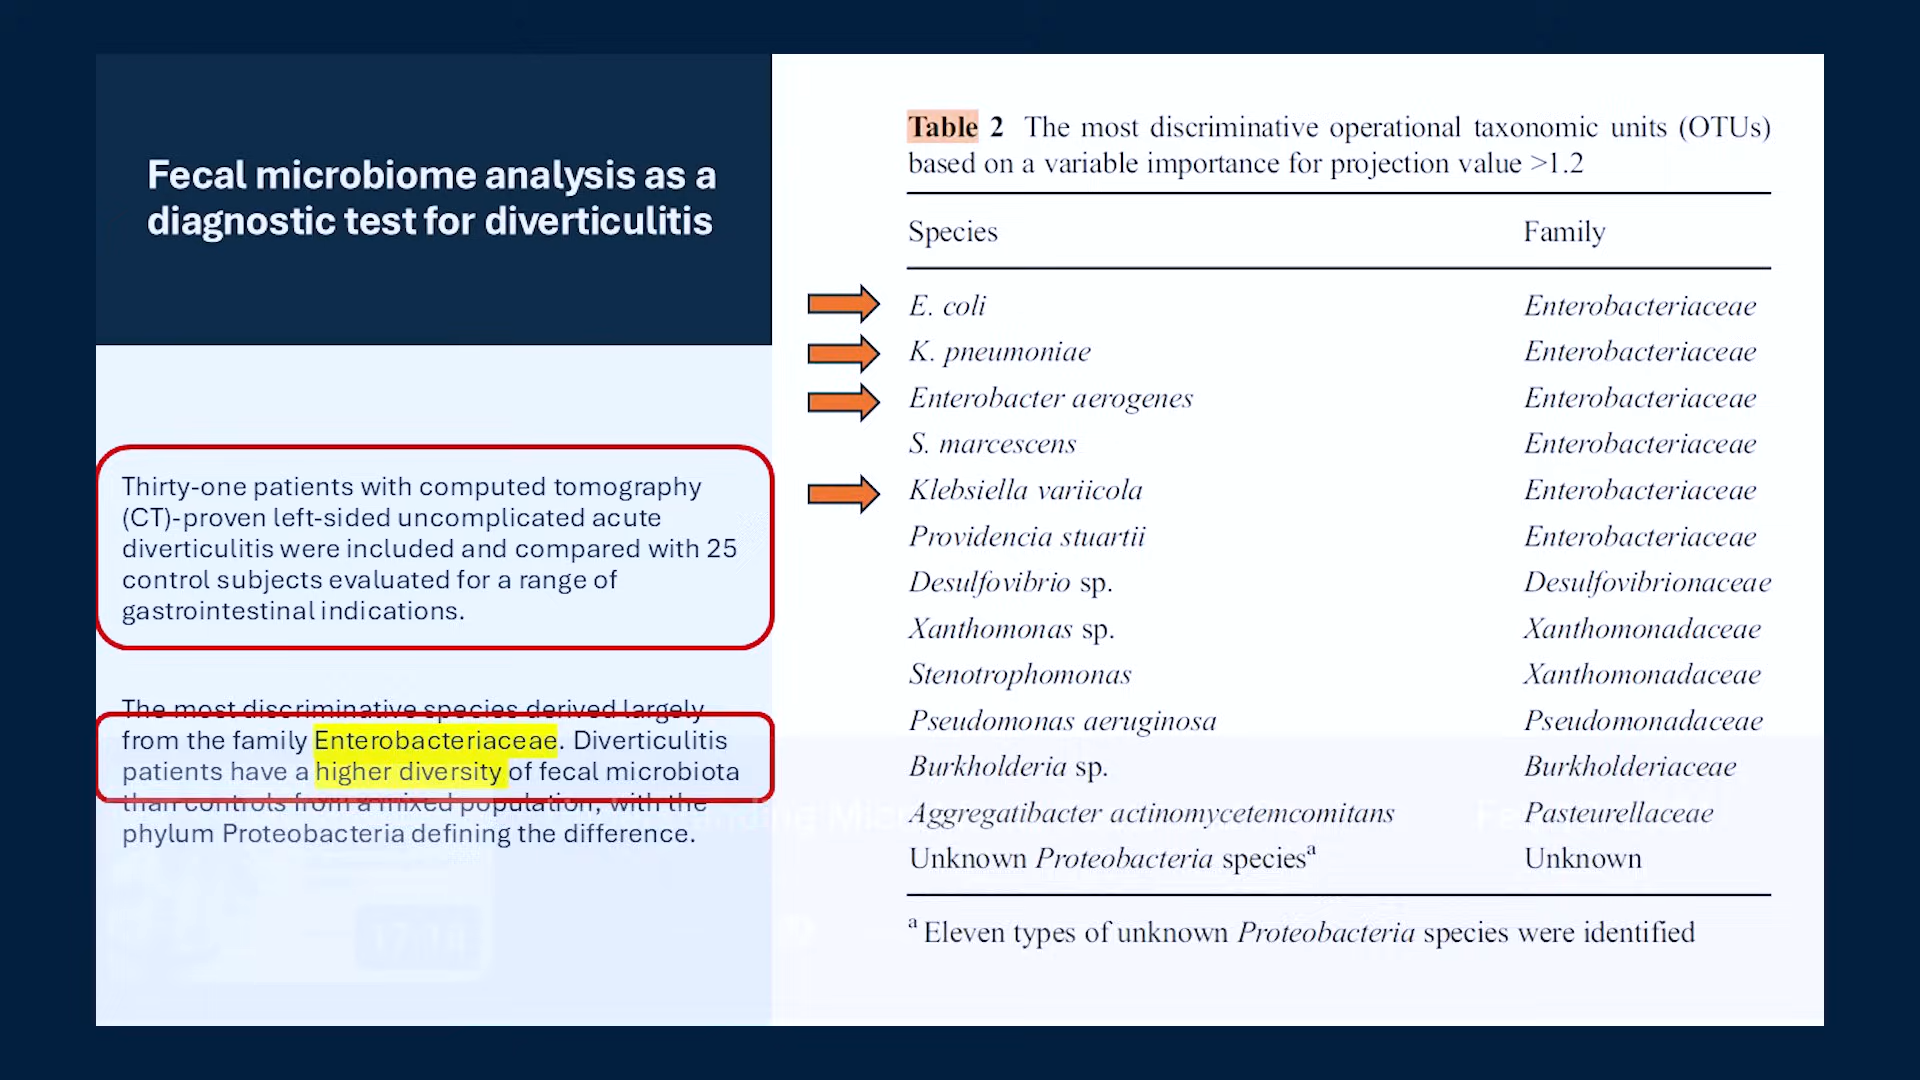 Fecal microbiome analysis as a
diagnostic test for diverticulitis
Thirty-one patients with computed tomography
(CT)-proven left-sided uncomplicated acute
diverticulitis were included and compared with 25
control subjects evaluated for a range of
gastrointestinal indications.
The most discriminative species derived largely
from the family Enterobacteriaceae. Diverticulitis
patients have a higher diversity of fecal microbiota
than controls from a mixed population, with the
phylum Proteobacteria defining the difference.
Table 2 The most discriminative operational taxonomic units (OTUs)
based on a variable importance for projection value >1.2
Species Family
E. coli Enterobacteriaceae
K. pneumoniae Enterobacteriaceae
Enterobacter aerogenes Enterobacteriaceae
S. marcescens Enterobacteriaceae
Klebsiella variicola Enterobacteriaceae
Providencia stuartii Enterobacteriaceae
Desulfovibrio sp. Desulfovibrionaceae
Xanthomonas sp. Xanthomonadaceae
Stenotrophomonas Xanthomonadaceae
Pseudomonas aeruginosa Pseudomonadaceae
Burkholderia sp. Burkholderiaceae
Aggregatibacter actinomycetemcomitans Pasteurellaceae
Unknown Proteobacteria speciesᵃ Unknown
ᵃ Eleven types of unknown Proteobacteria species were identified